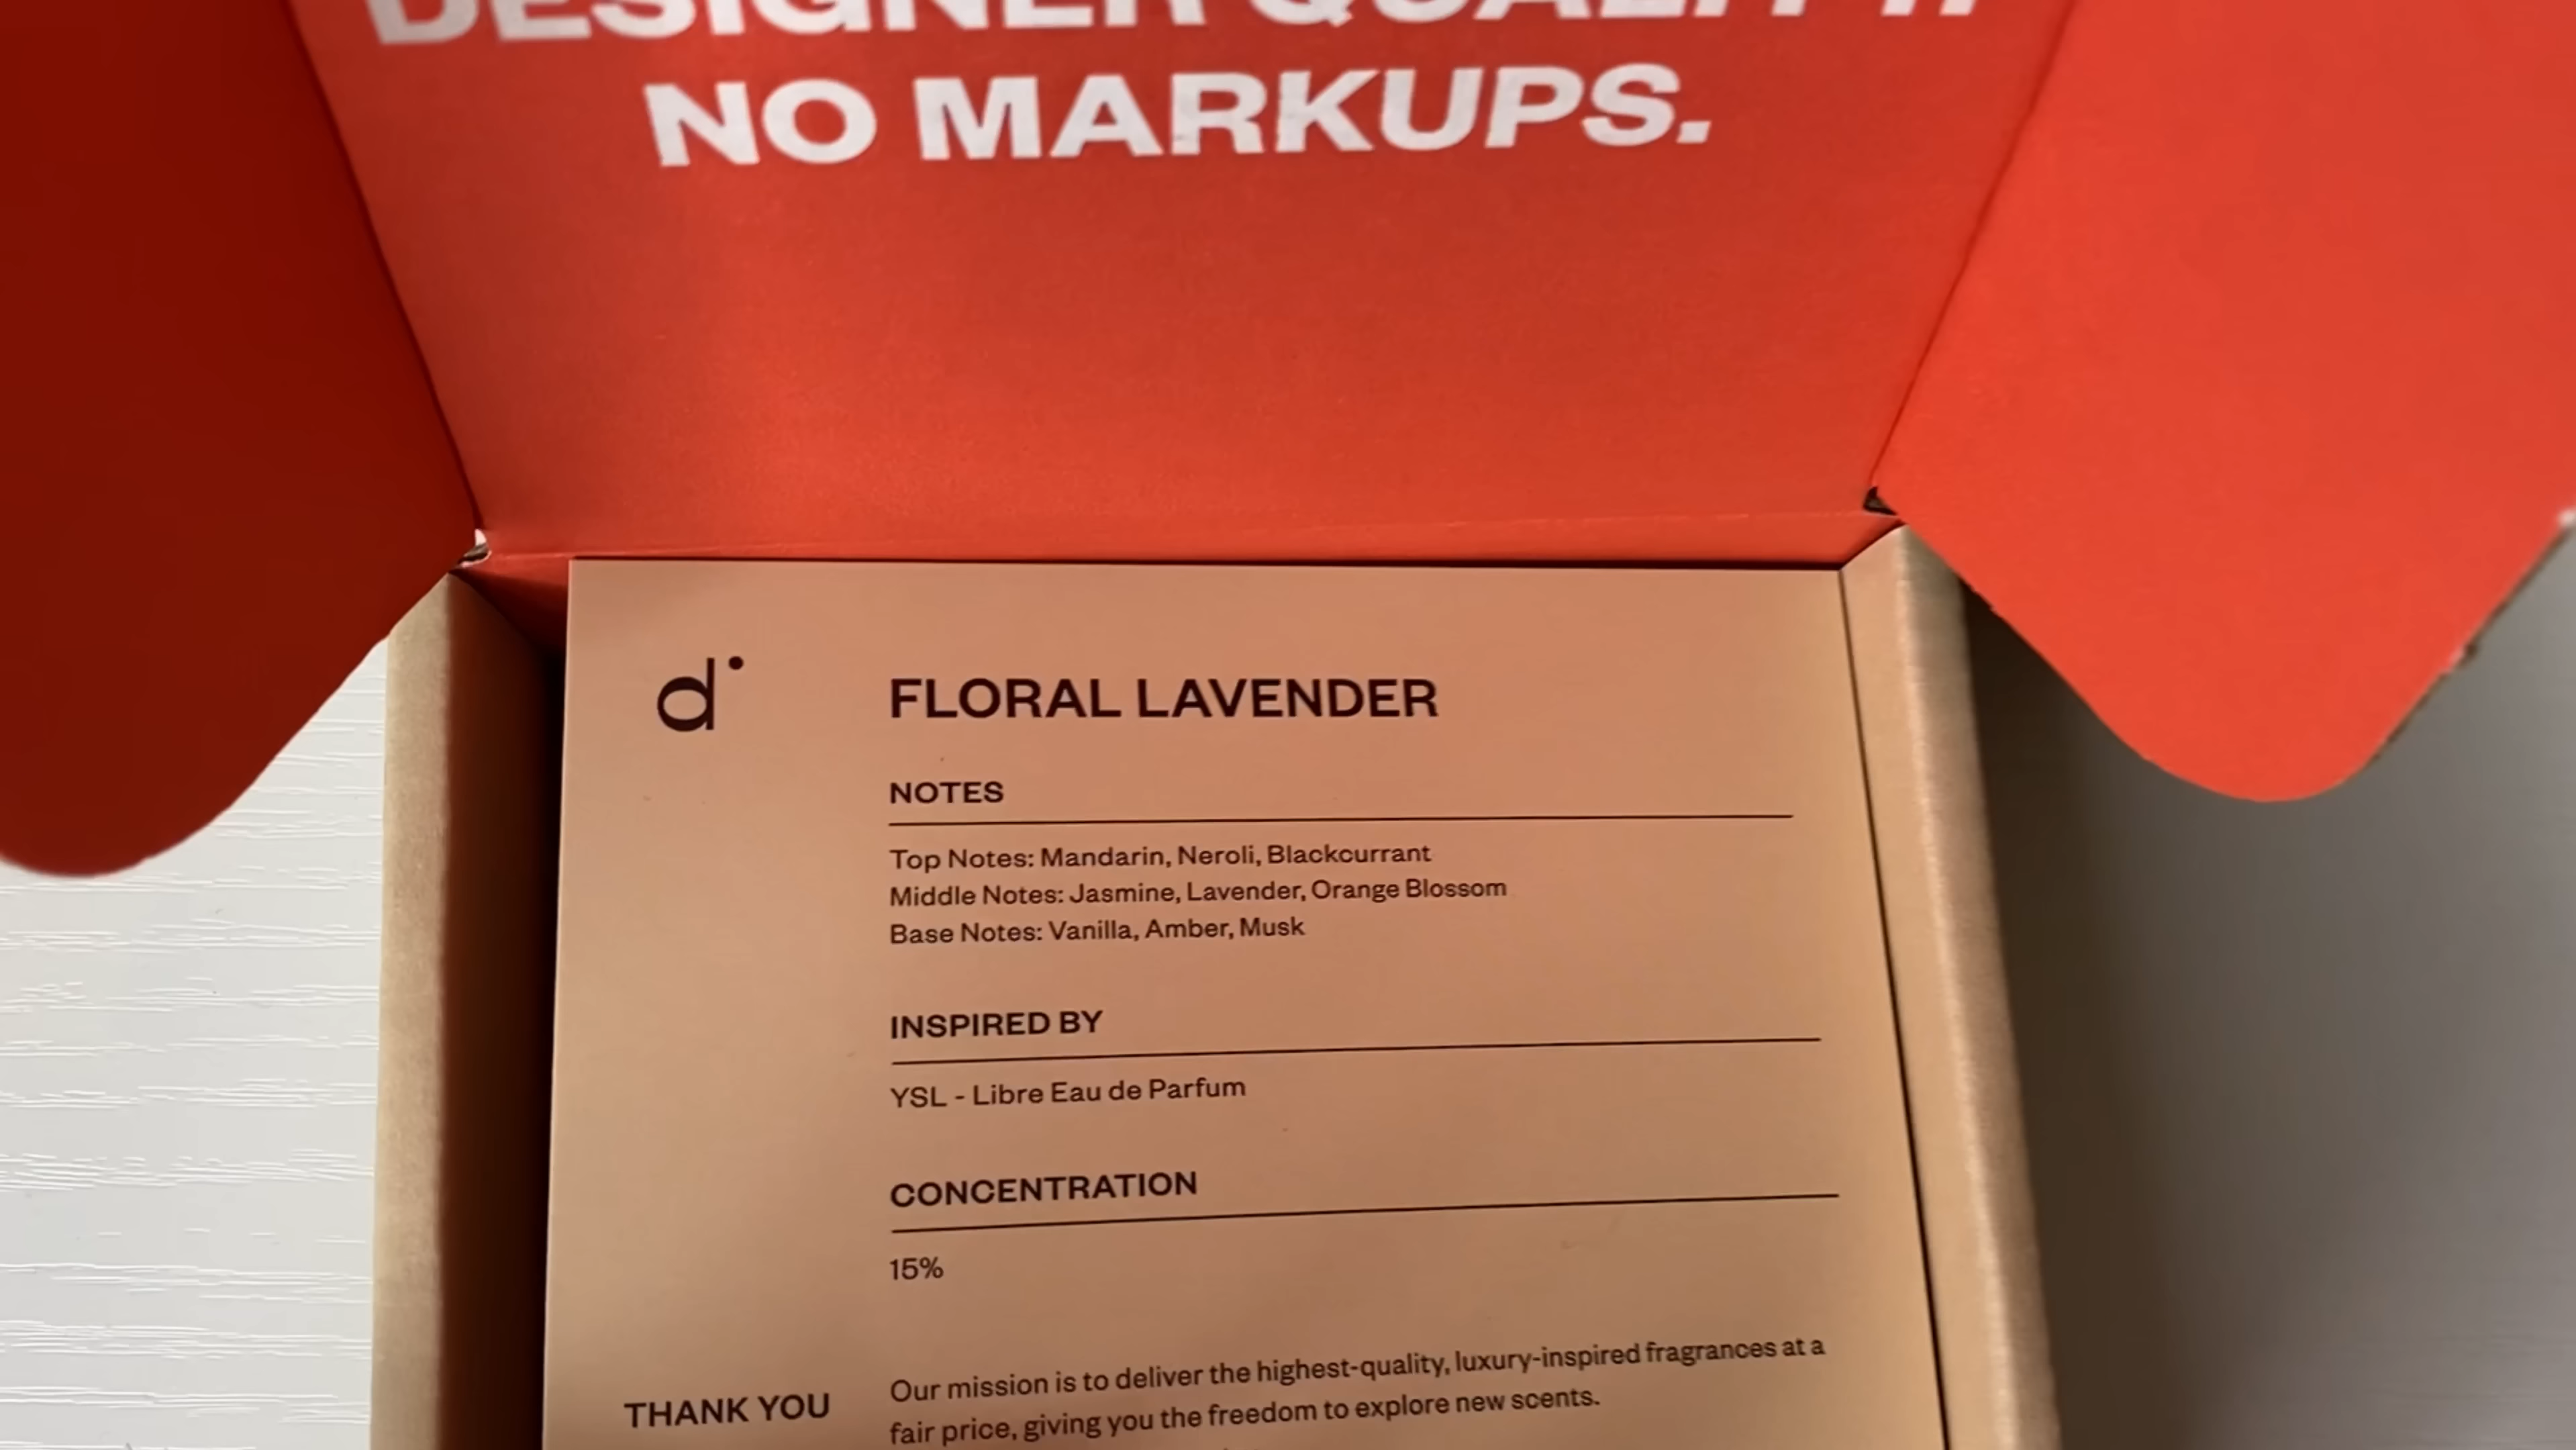 DESIGNER QUALITY.
NO MARKUPS.
d
FLORAL LAVENDER
NOTES
Top Notes: Mandarin, Neroli, Blackcurrant
Middle Notes: Jasmine, Lavender, Orange Blossom
Base Notes: Vanilla, Amber, Musk
INSPIRED BY
YSL - Libre Eau de Parfum
CONCENTRATION
15%
THANK YOU
Our mission is to deliver the highest-quality, luxury-inspired fragrances at a
fair price, giving you the freedom to explore new scents.